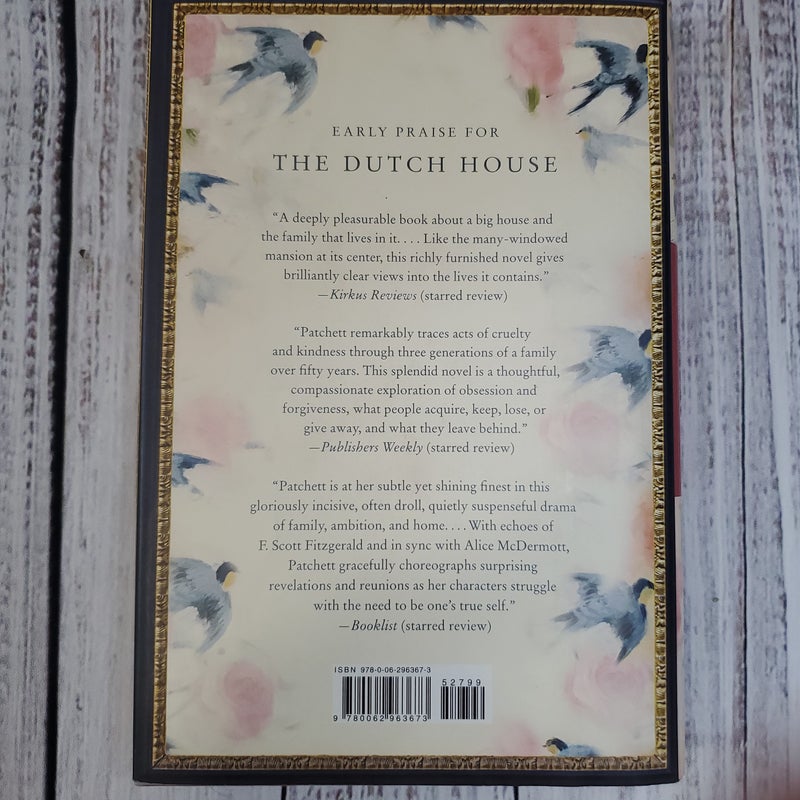 EARLY PRAISE FOR
THE DUTCH HOUSE
“A deeply pleasurable book about a big house and
the family that lives in it. . . . Like the many-windowed
mansion at its center, this richly furnished novel gives
brilliantly clear views into the lives it contains.”
—Kirkus Reviews (starred review)
“Patchett remarkably traces acts of cruelty
and kindness through three generations of a family
over fifty years. This splendid novel is a thoughtful,
compassionate exploration of obsession and
forgiveness, what people acquire, keep, lose, or
give away, and what they leave behind.”
—Publishers Weekly (starred review)
“Patchett is at her subtle yet shining finest in this
gloriously incisive, often droll, quietly suspenseful drama
of family, ambition, and home. . . . With echoes of
F. Scott Fitzgerald and in sync with Alice McDermott,
Patchett gracefully choreographs surprising
revelations and reunions as her characters struggle
with the need to be one’s true self.”
—Booklist (starred review)
ISBN 978-0-06-296367-3
52799
9 780062 963673